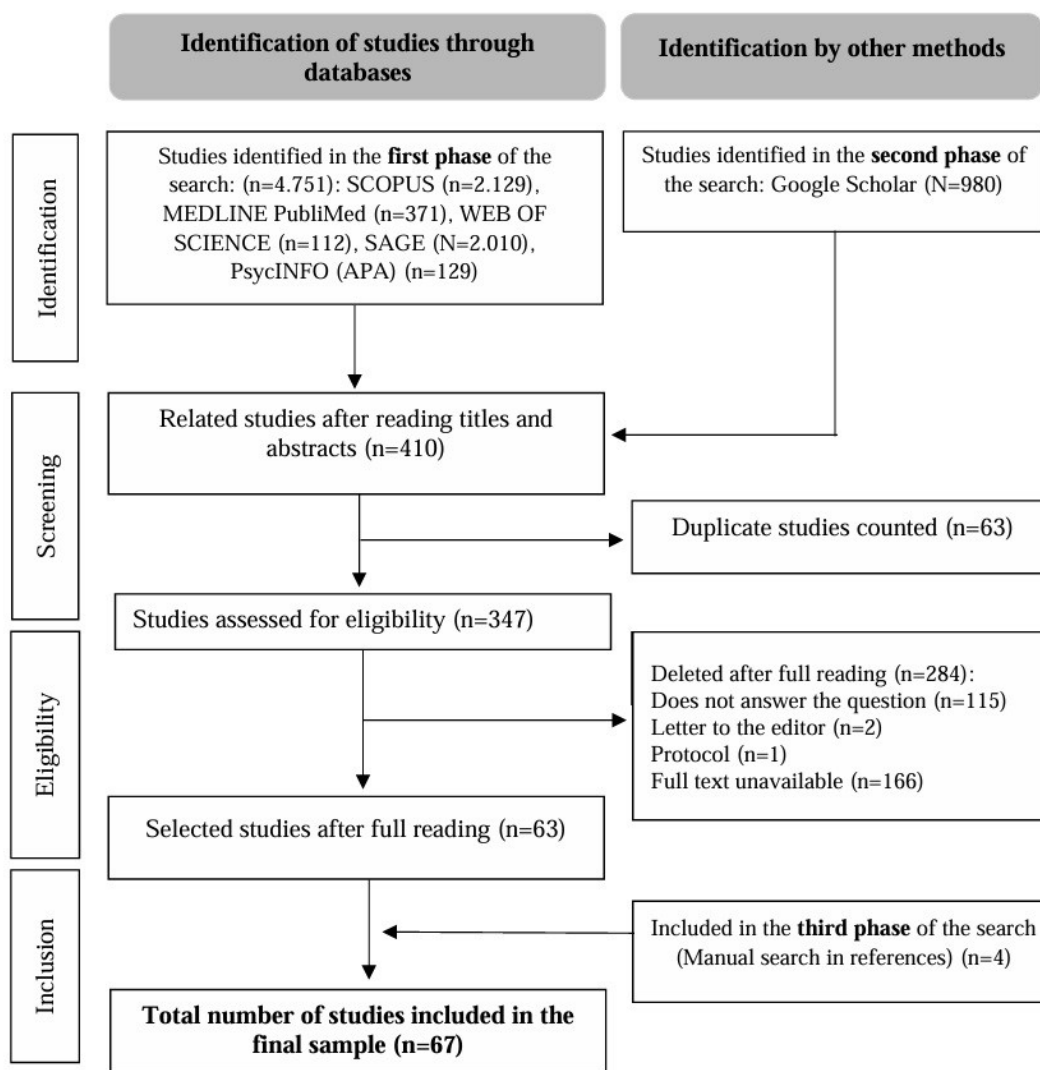 Identification of studies through
databases
Identification by other methods
Identification
Studies identified in the first phase of the
search: (n=4.751): SCOPUS (n=2.129),
MEDLINE PubliMed (n=371), WEB OF
SCIENCE (n=112), SAGE (N=2.010),
PsycINFO (APA) (n=129)
Studies identified in the second phase of
the search: Google Scholar (N=980)
Screening
Related studies after reading titles and
abstracts (n=410)
Duplicate studies counted (n=63)
Studies assessed for eligibility (n=347)
Eligibility
Deleted after full reading (n=284):
Does not answer the question (n=115)
Letter to the editor (n=2)
Protocol (n=1)
Full text unavailable (n=166)
Selected studies after full reading (n=63)
Inclusion
Included in the third phase of the search
(Manual search in references) (n=4)
Total number of studies included in the
final sample (n=67)